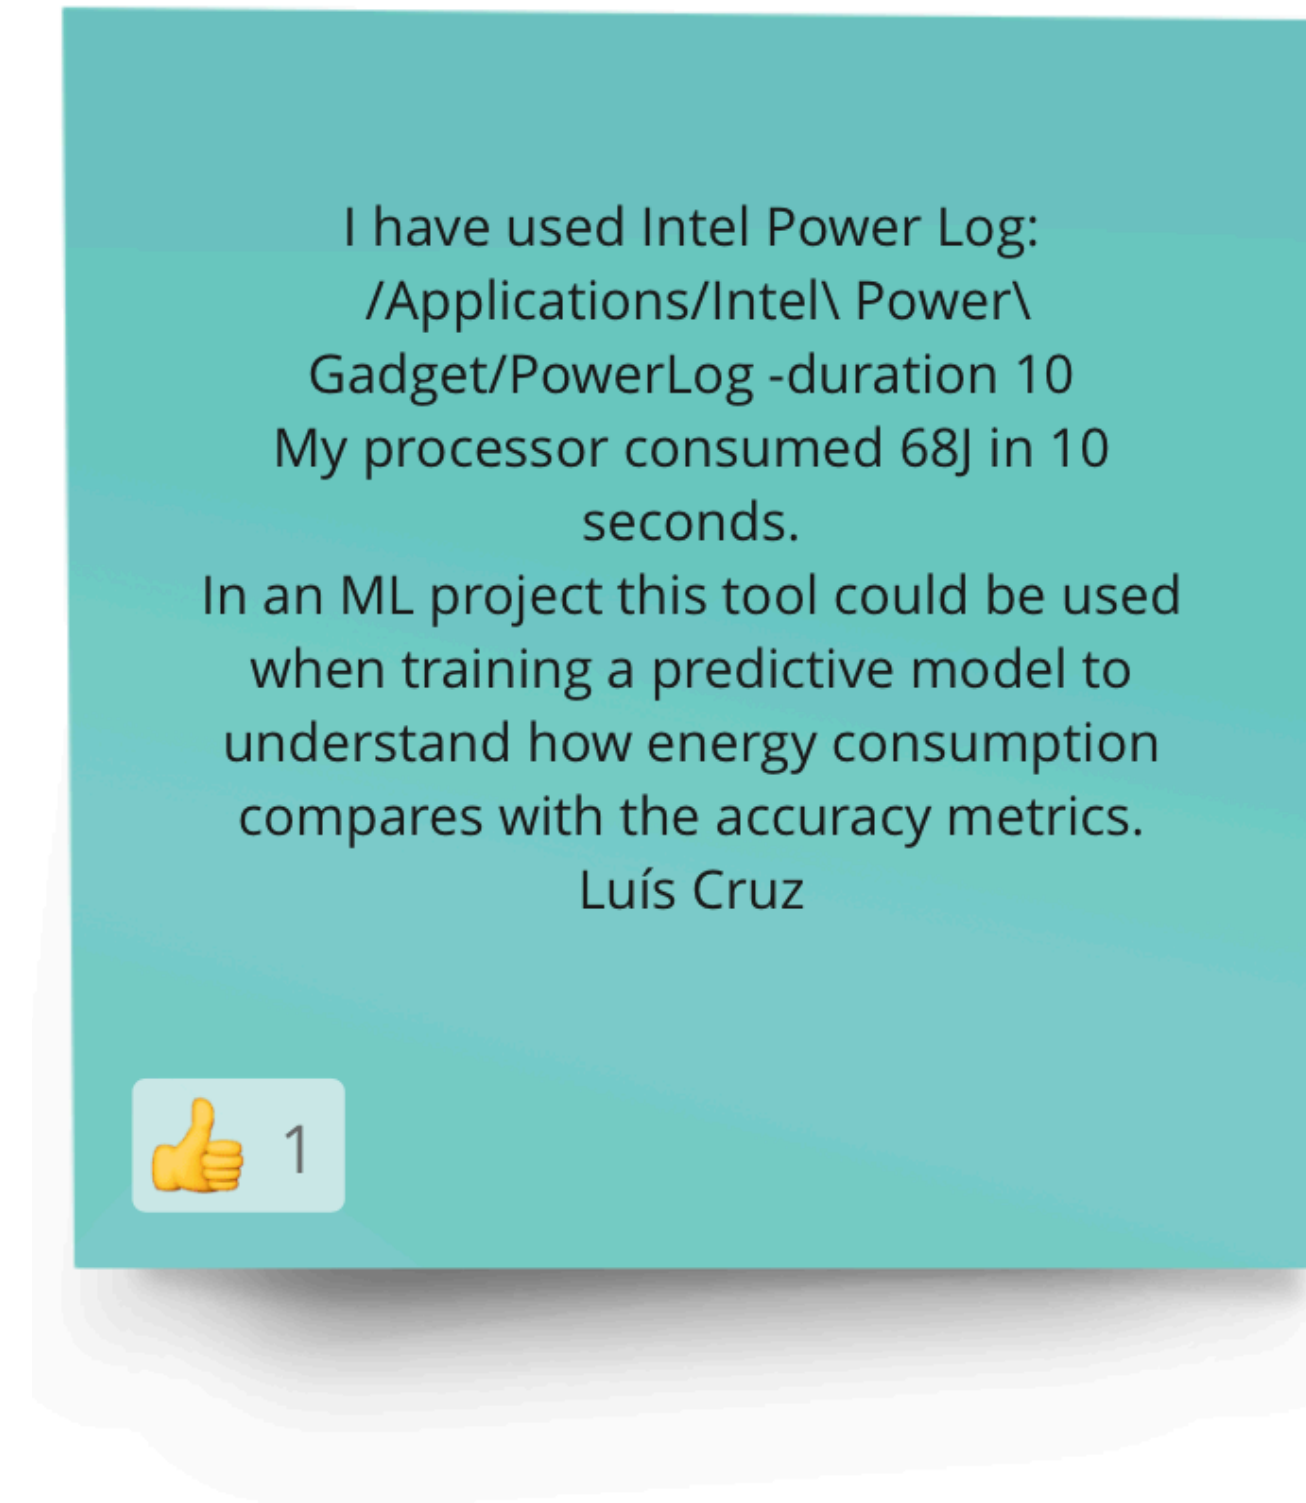 I have used Intel Power Log:
/Applications/Intel\ Power\
Gadget/PowerLog -duration 10
My processor consumed 68J in 10
seconds.
In an ML project this tool could be used
when training a predictive model to
understand how energy consumption
compares with the accuracy metrics.
Luís Cruz
1